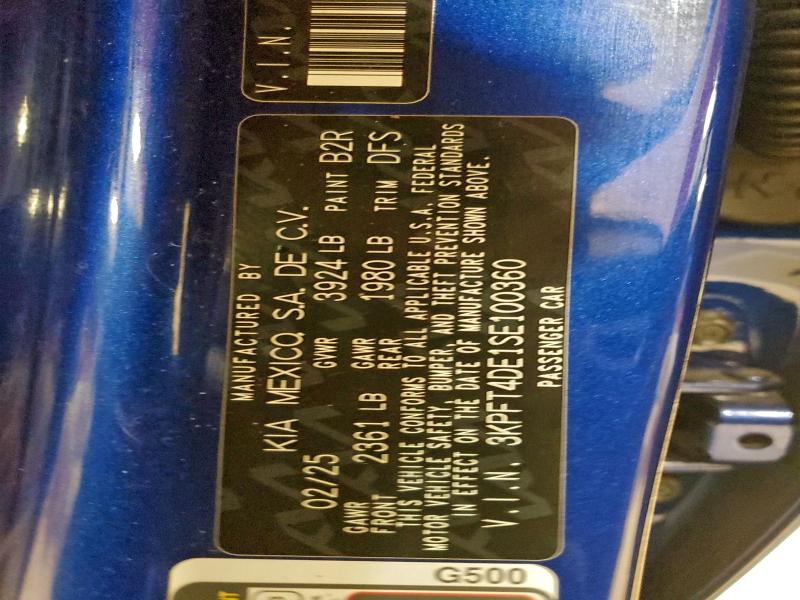 V.I.N.
MANUFACTURED BY
KIA MEXICO, S.A. DE C.V.
02/25 GVWR 3924 LB PAINT B2R
GAWR FRONT 2361 LB GAWR REAR 1980 LB TRIM DFS
THIS VEHICLE CONFORMS TO ALL APPLICABLE U.S.A. FEDERAL
MOTOR VEHICLE SAFETY, BUMPER AND THEFT PREVENTION STANDARDS
IN EFFECT ON THE DATE OF MANUFACTURE SHOWN ABOVE.
V.I.N. 3KPFT4DE1SE100360
PASSENGER CAR
G500